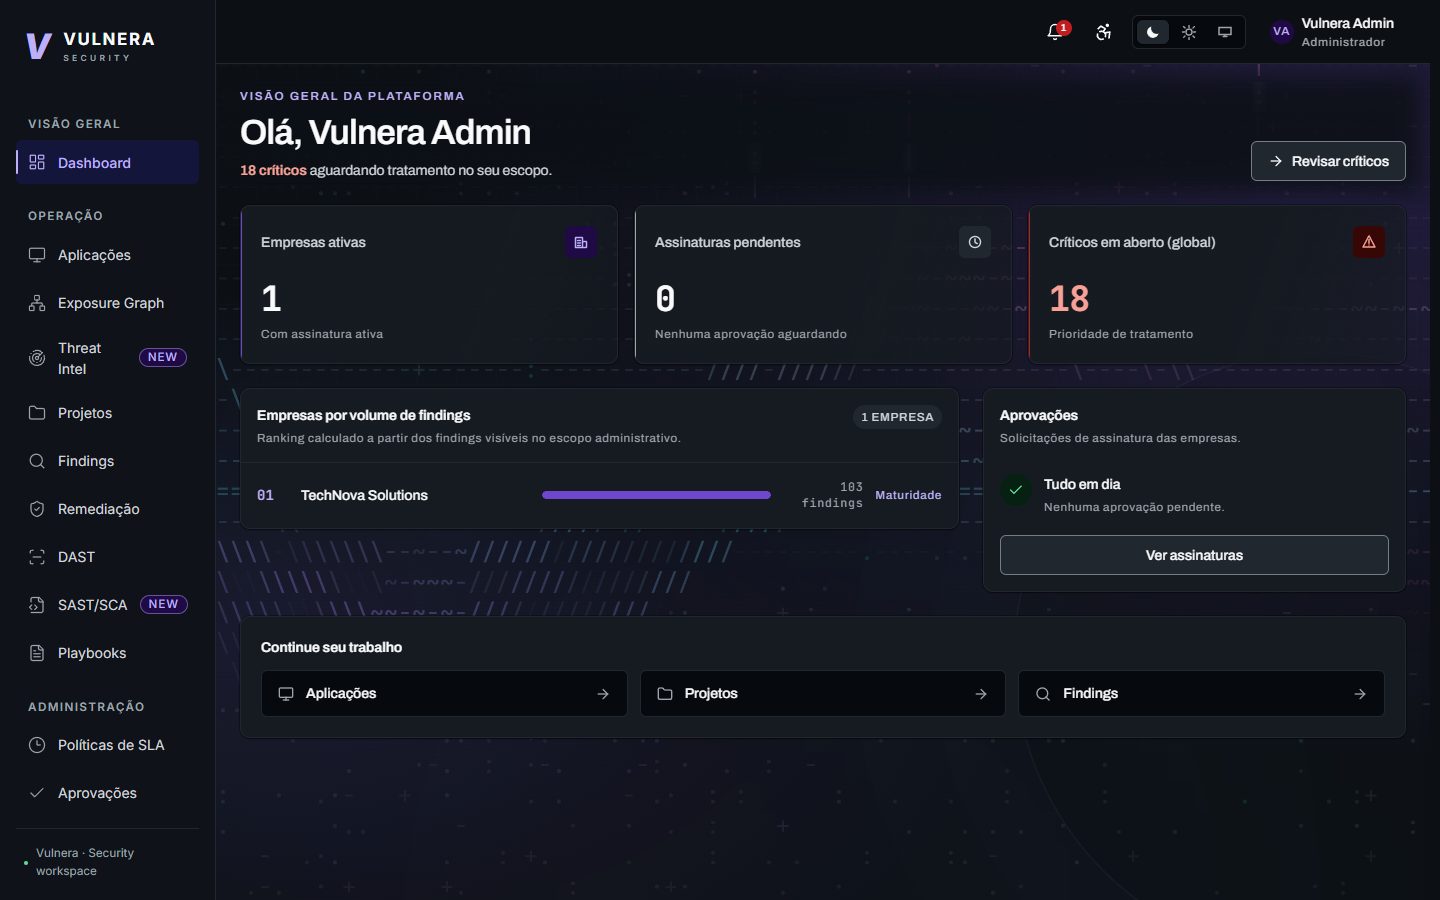 VULNERA
SECURITY
VISÃO GERAL
Dashboard
OPERAÇÃO
Aplicações
Exposure Graph
Threat
Intel
NEW
Projetos
Findings
Remediação
DAST
SAST/SCA
NEW
Playbooks
ADMINISTRAÇÃO
Políticas de SLA
Aprovações
Vulnera · Security
workspace
1
VA
Vulnera Admin
Administrador
VISÃO GERAL DA PLATAFORMA
Olá, Vulnera Admin
18 críticos aguardando tratamento no seu escopo.
Revisar críticos
Empresas ativas
1
Com assinatura ativa
Assinaturas pendentes
0
Nenhuma aprovação aguardando
Críticos em aberto (global)
18
Prioridade de tratamento
Empresas por volume de findings
Ranking calculado a partir dos findings visíveis no escopo administrativo.
1 EMPRESA
01
TechNova Solutions
103
findings
Maturidade
Aprovações
Solicitações de assinatura das empresas.
Tudo em dia
Nenhuma aprovação pendente.
Ver assinaturas
Continue seu trabalho
Aplicações
Projetos
Findings